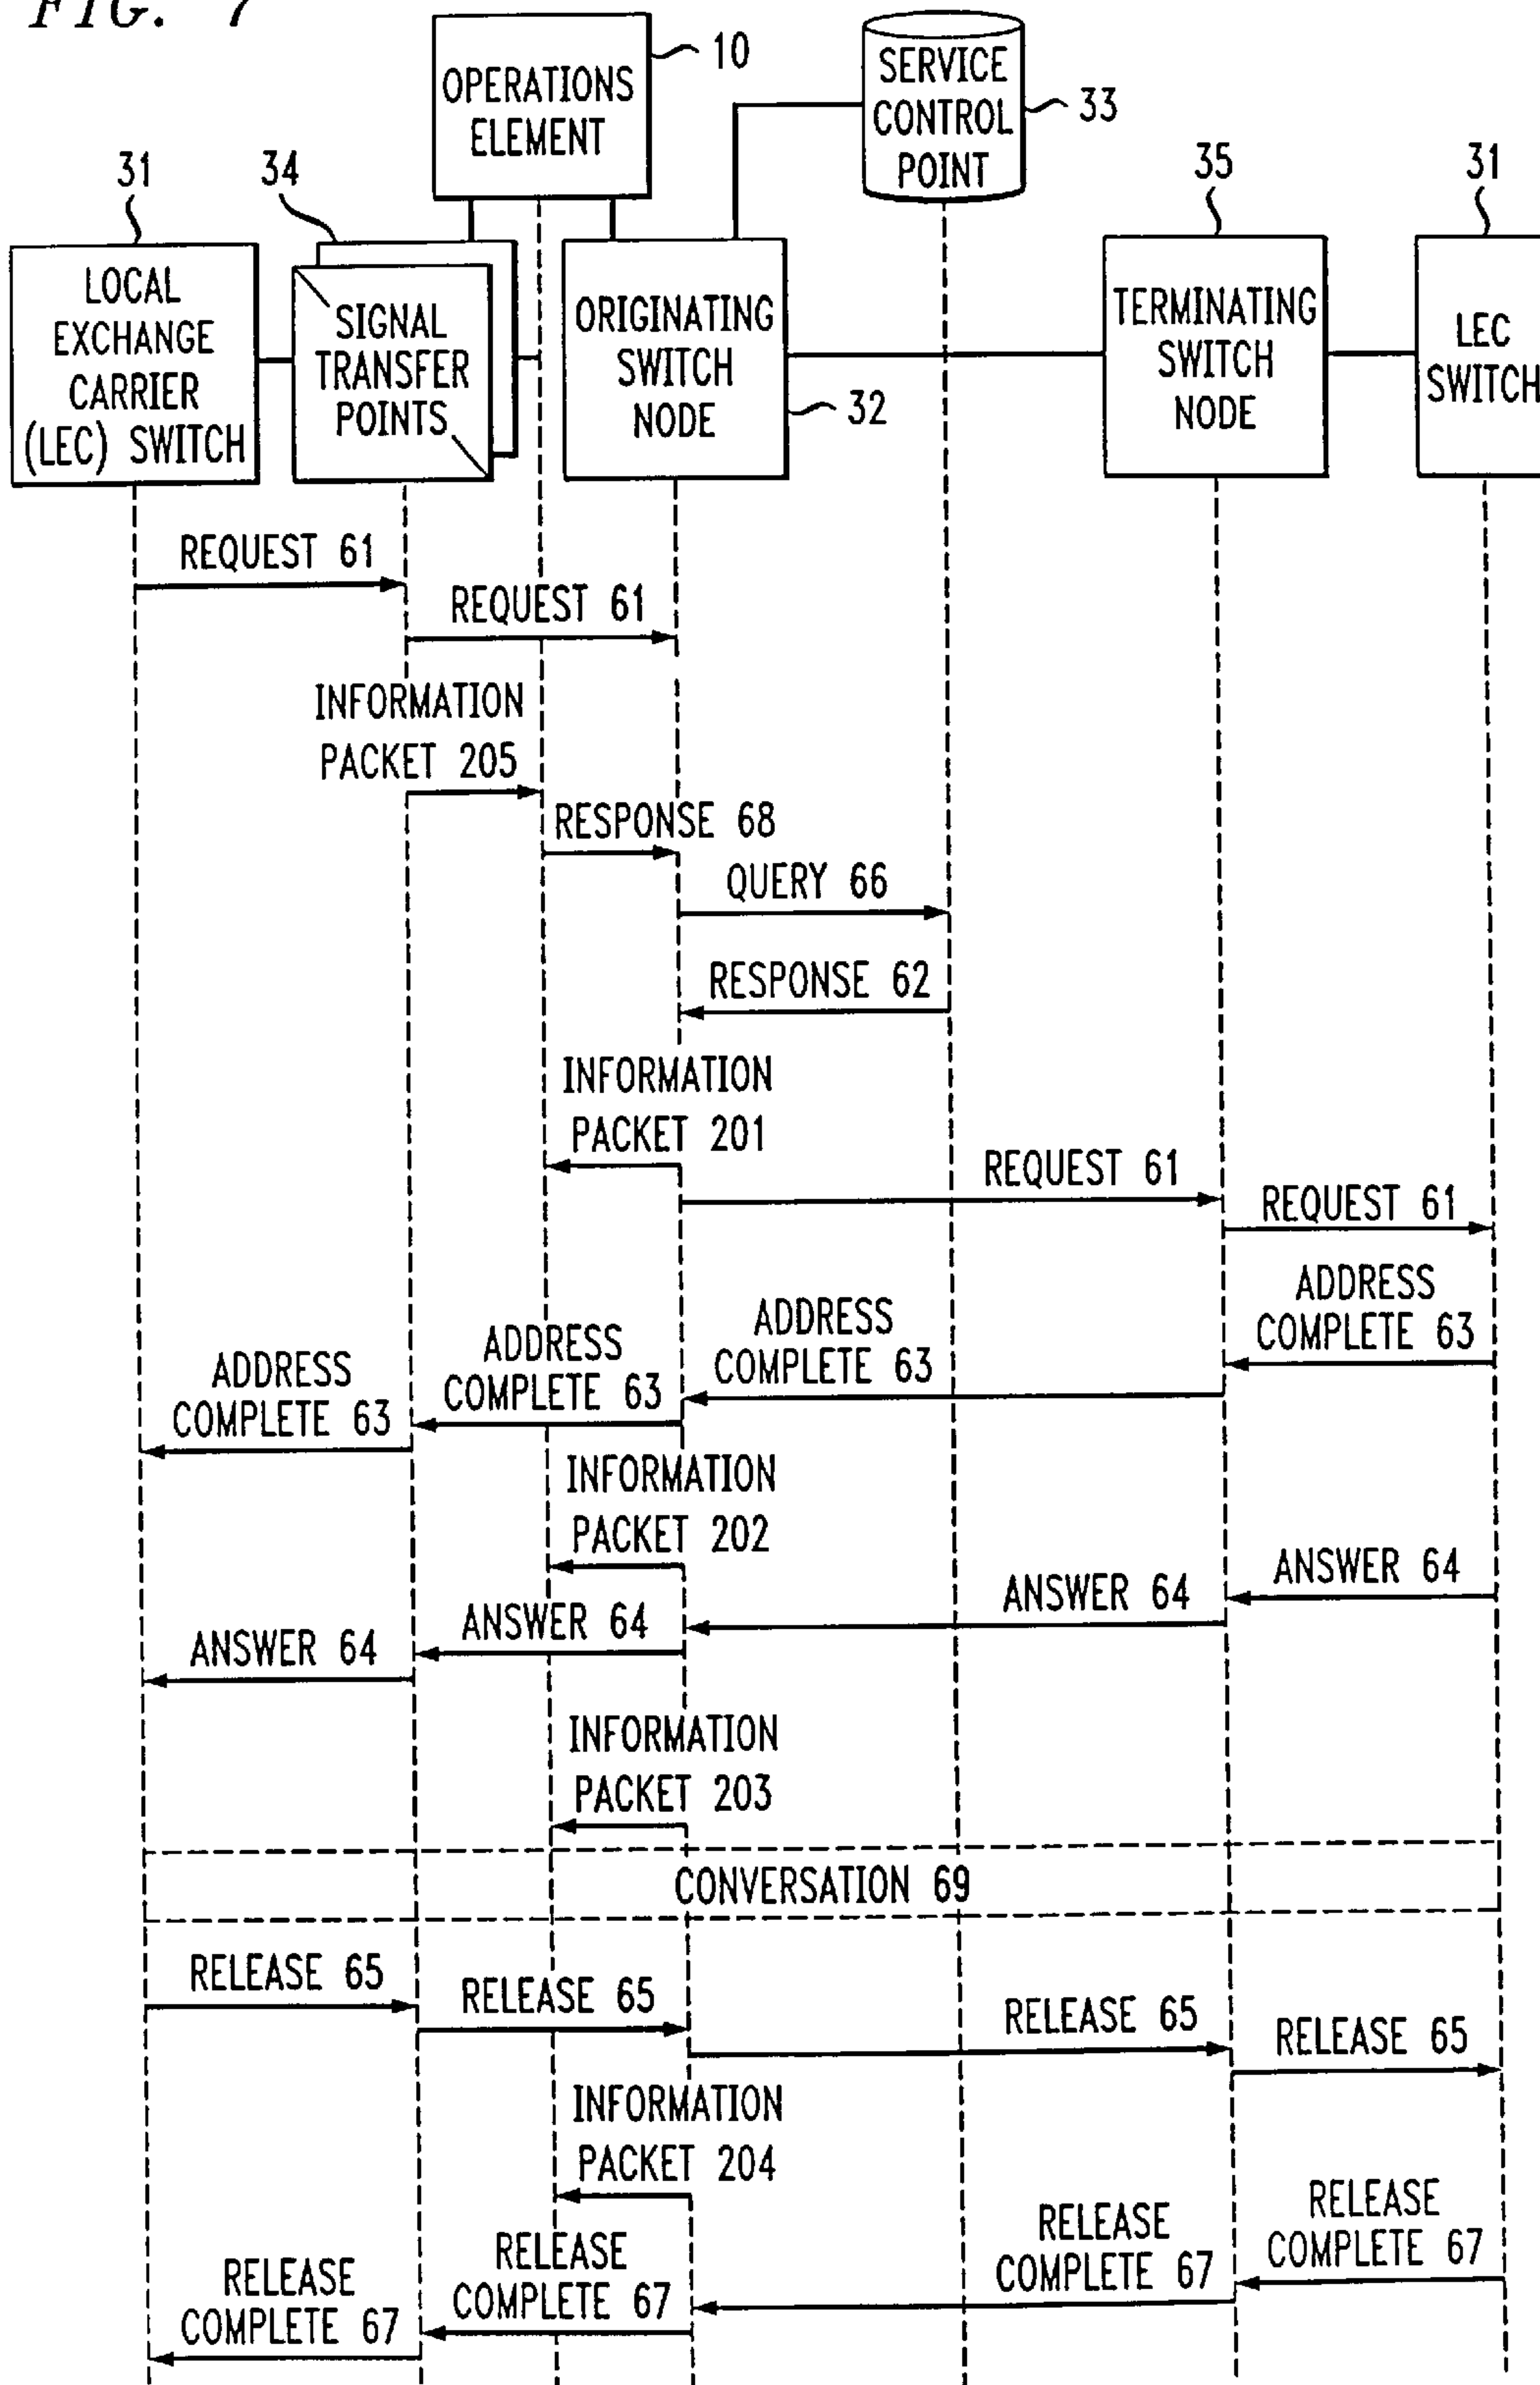 FIG. 7
OPERATIONS
ELEMENT
10
SERVICE
CONTROL
POINT
33
31
34
35
31
LOCAL
EXCHANGE
CARRIER
(LEC) SWITCH
SIGNAL
TRANSFER
POINTS
ORIGINATING
SWITCH
NODE
32
TERMINATING
SWITCH
NODE
LEC
SWITCH
REQUEST 61
REQUEST 61
INFORMATION
PACKET 205
RESPONSE 68
QUERY 66
RESPONSE 62
INFORMATION
PACKET 201
REQUEST 61
REQUEST 61
ADDRESS
COMPLETE 63
ADDRESS
COMPLETE 63
ADDRESS
COMPLETE 63
ADDRESS
COMPLETE 63
INFORMATION
PACKET 202
ANSWER 64
ANSWER 64
ANSWER 64
ANSWER 64
INFORMATION
PACKET 203
CONVERSATION 69
RELEASE 65
RELEASE 65
RELEASE 65
RELEASE 65
INFORMATION
PACKET 204
RELEASE
COMPLETE 67
RELEASE
COMPLETE 67
RELEASE
COMPLETE 67
RELEASE
COMPLETE 67